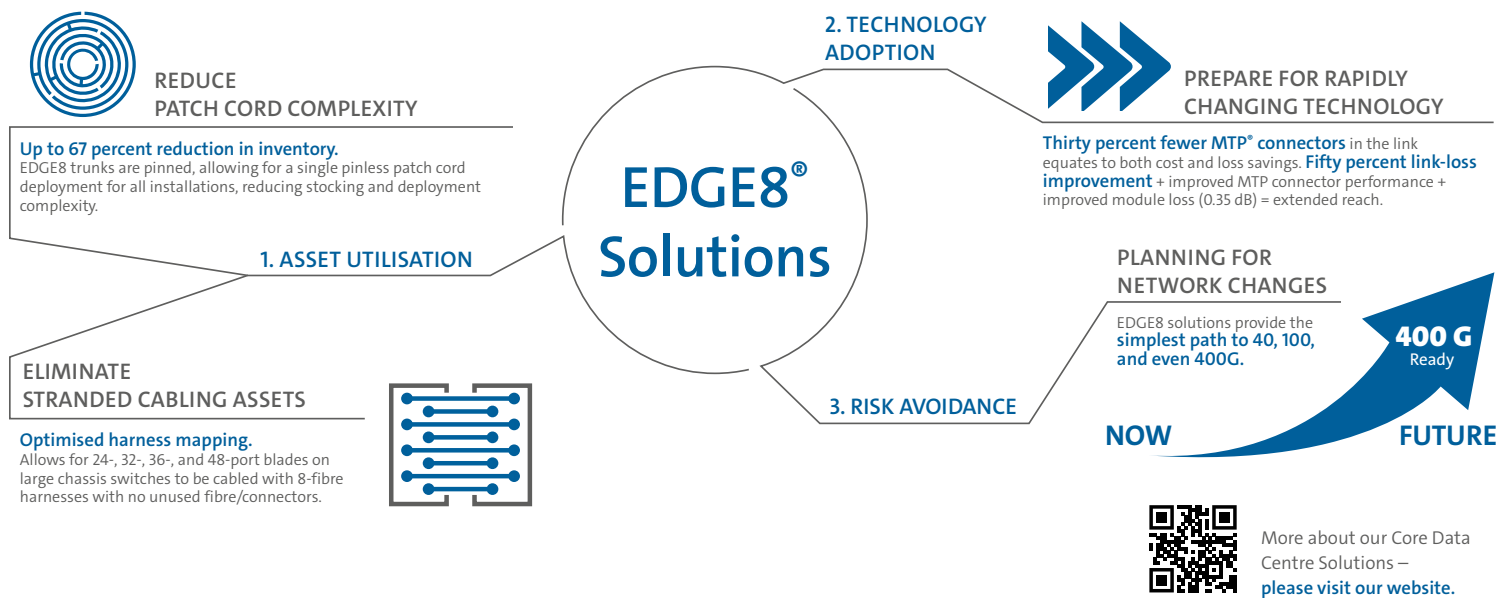 EDGE8®
Solutions
1. ASSET UTILISATION
REDUCE
PATCH CORD COMPLEXITY
Up to 67 percent reduction in inventory.
EDGE8 trunks are pinned, allowing for a single pinless patch cord
deployment for all installations, reducing stocking and deployment
complexity.
ELIMINATE
STRANDED CABLING ASSETS
Optimised harness mapping.
Allows for 24-, 32-, 36-, and 48-port blades on
large chassis switches to be cabled with 8-fibre
harnesses with no unused fibre/connectors.
2. TECHNOLOGY
ADOPTION
PREPARE FOR RAPIDLY
CHANGING TECHNOLOGY
Thirty percent fewer MTP® connectors in the link
equates to both cost and loss savings. Fifty percent link-loss
improvement + improved MTP connector performance +
improved module loss (0.35 dB) = extended reach.
3. RISK AVOIDANCE
PLANNING FOR
NETWORK CHANGES
EDGE8 solutions provide the
simplest path to 40, 100,
and even 400G.
400 G
Ready
NOW
FUTURE
More about our Core Data
Centre Solutions –
please visit our website.